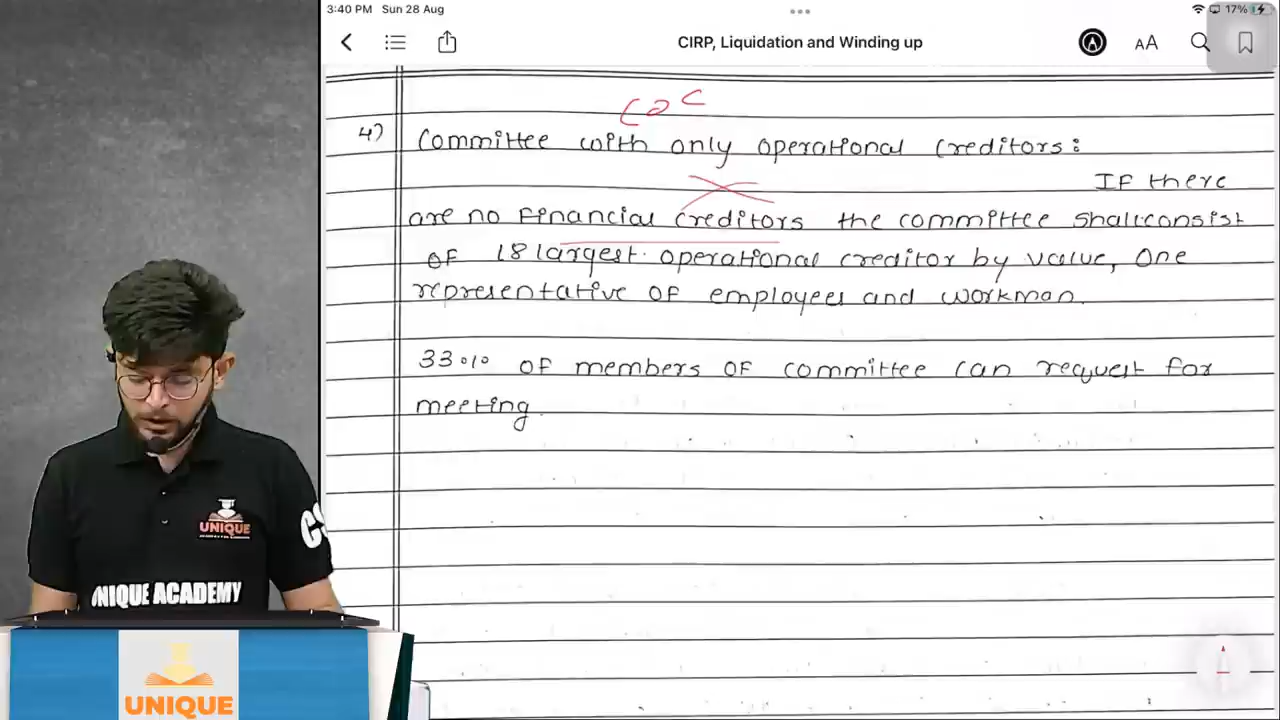 3:40 PM Sun 28 Aug
17%
CIRP, Liquidation and Winding up
AA
COC
4) Committee with only operational Creditors:
If there
are no Financial creditors the committee shall consist
of 18 largest operational creditor by value, One
representative of employees and workman.
33% of members of committee can request for
meeting.
UNIQUE
CS
UNIQUE ACADEMY
UNIQUE